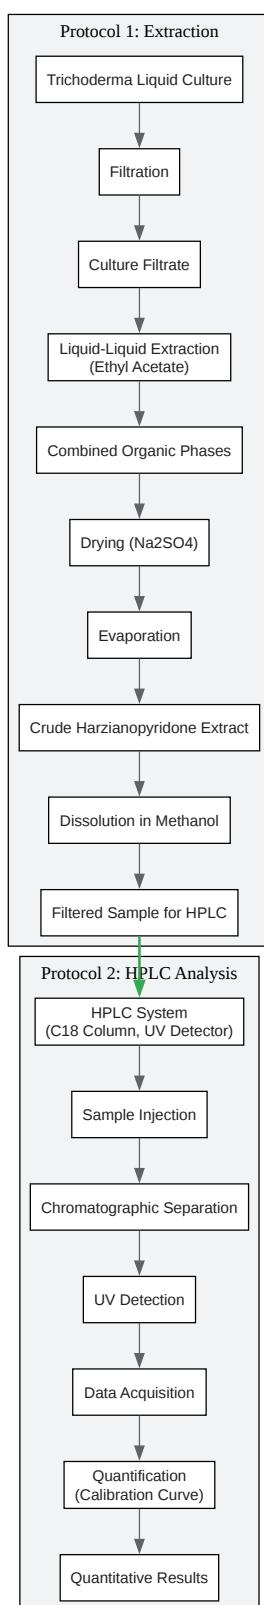 Protocol 1: Extraction
Trichoderma Liquid Culture
Filtration
Culture Filtrate
Liquid-Liquid Extraction
(Ethyl Acetate)
Combined Organic Phases
Drying (Na2SO4)
Evaporation
Crude Harzianopyridone Extract
Dissolution in Methanol
Filtered Sample for HPLC
Protocol 2: HPLC Analysis
HPLC System
(C18 Column, UV Detector)
Sample Injection
Chromatographic Separation
UV Detection
Data Acquisition
Quantification
(Calibration Curve)
Quantitative Results